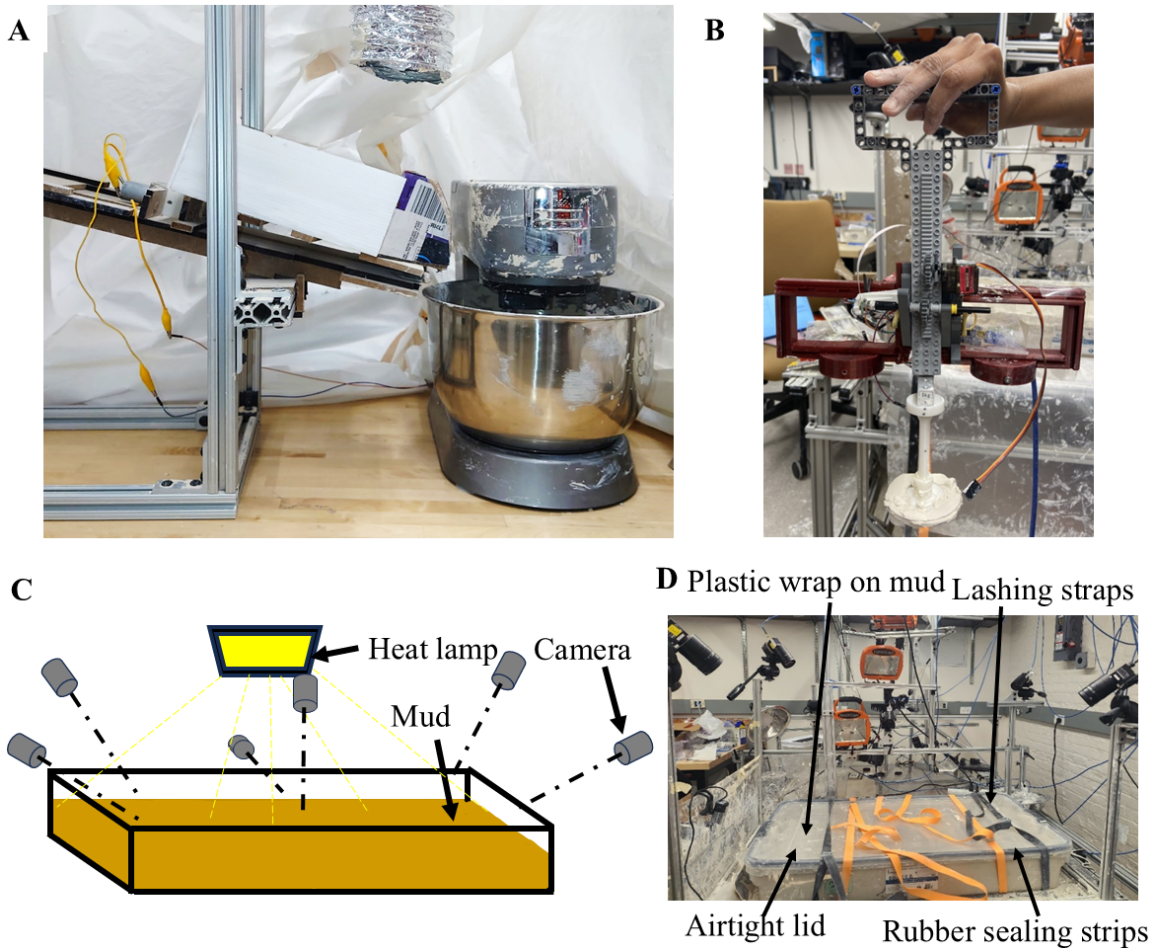 A
B
C
Heat lamp
Camera
Mud
D
Plastic wrap on mud
Lashing straps
Airtight lid
Rubber sealing strips